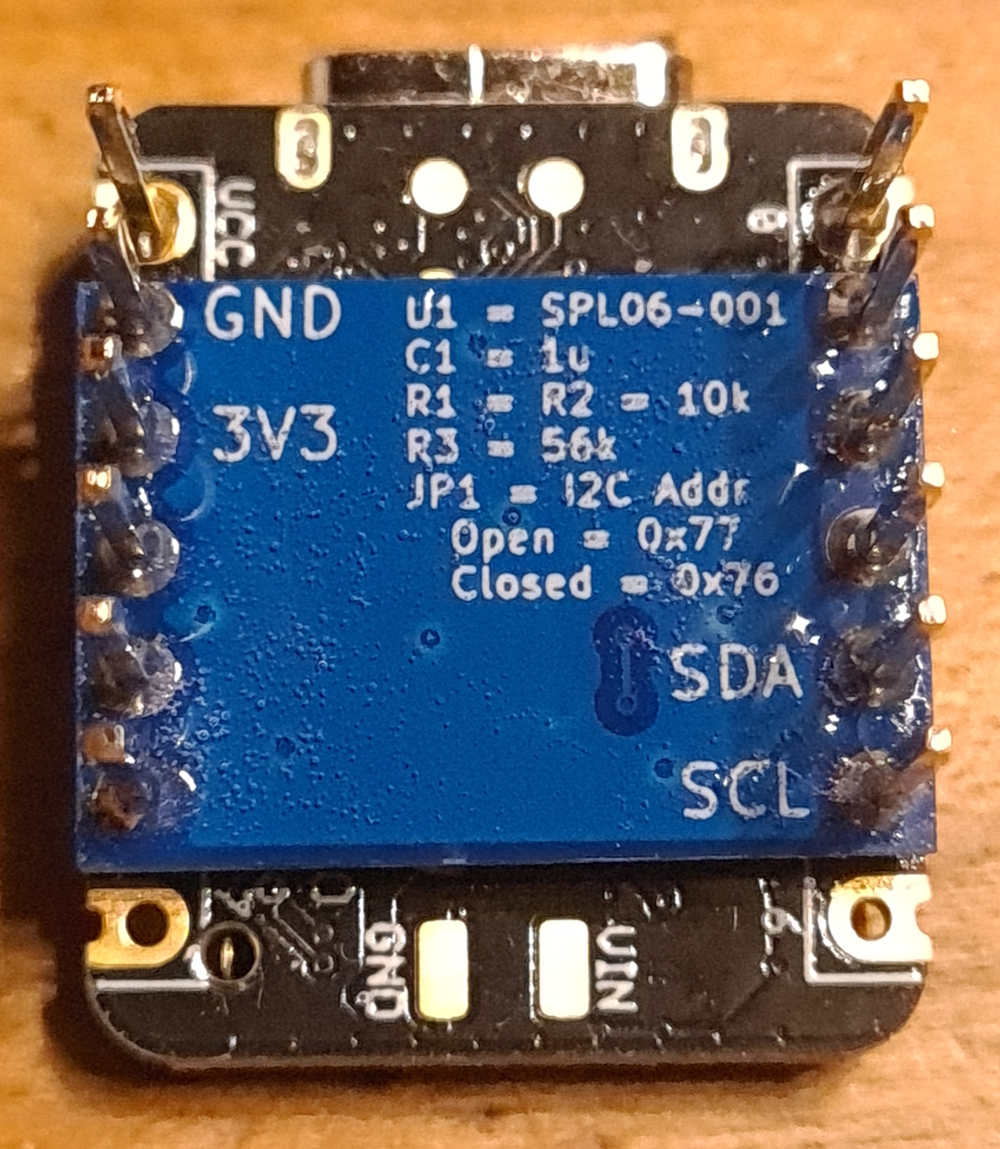 VCC
GND
3V3
U1 = SPL06-001
C1 = 1u
R1 = R2 = 10k
R3 = 56k
JP1 = I2C Addr
Open = 0x77
Closed = 0x76
SDA
SCL
GND
VIN